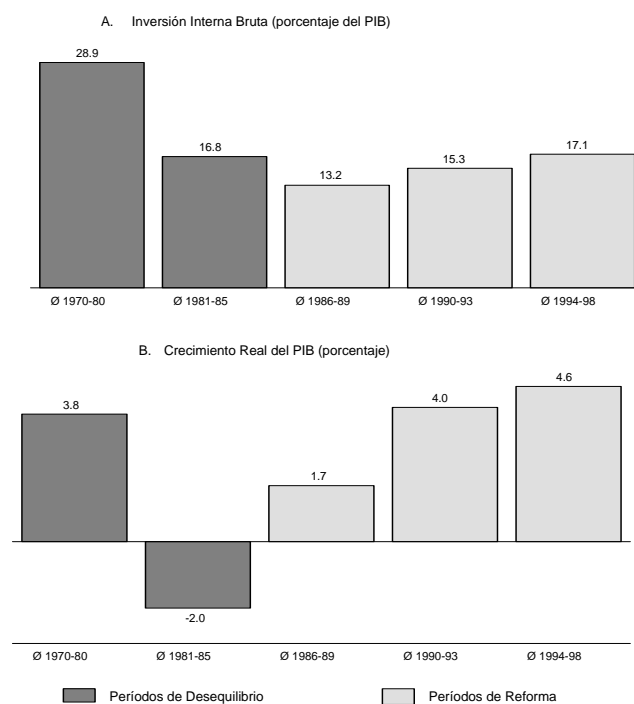 A. Inversión Interna Bruta (porcentaje del PIB)
28.9
16.8
13.2
15.3
17.1
Ø 1970-80
Ø 1981-85
Ø 1986-89
Ø 1990-93
Ø 1994-98
B. Crecimiento Real del PIB (porcentaje)
3.8
-2.0
1.7
4.0
4.6
Ø 1970-80
Ø 1981-85
Ø 1986-89
Ø 1990-93
Ø 1994-98
Períodos de Desequilibrio
Períodos de Reforma